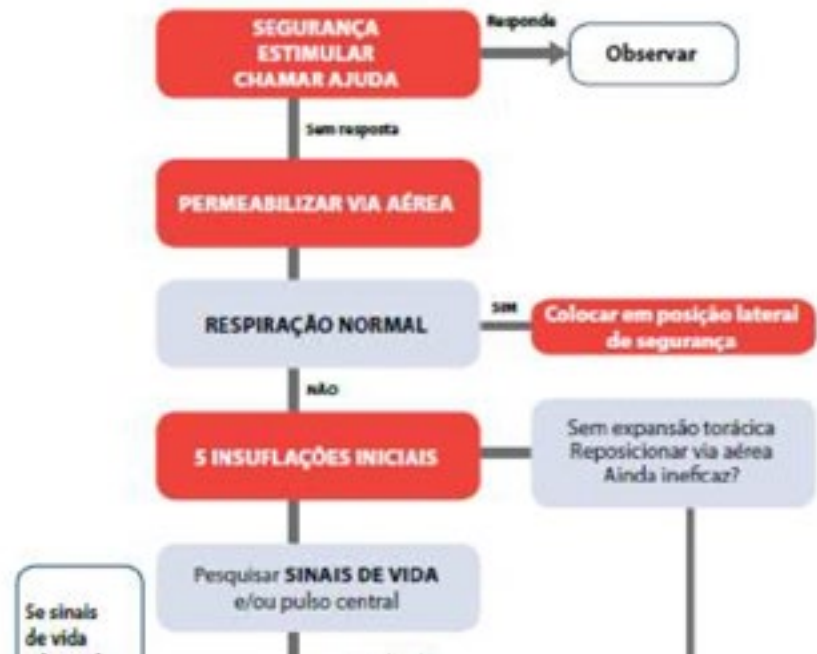 SEGURANÇA
ESTIMULAR
CHAMAR AJUDA
Responde
Observar
Sem resposta
PERMEABILIZAR VIA AÉREA
RESPIRAÇÃO NORMAL
SIM
Colocar em posição lateral
de segurança
NÃO
5 INSUFLAÇÕES INICIAIS
Sem expansão torácica
Reposicionar via aérea
Ainda ineficaz?
Pesquisar SINAIS DE VIDA
e/ou pulso central
Se sinais
de vida